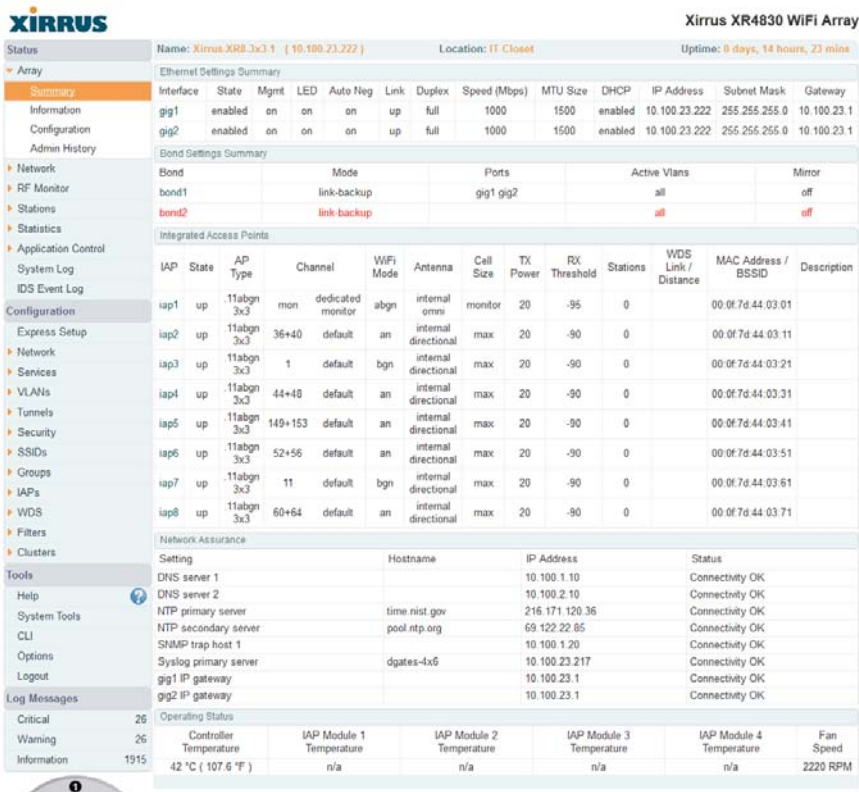 XIRRUS
Xirrus XR4830 WiFi Array
Status
Name: Xirrus-XR8-3x3-1 ( 10.100.23.222 ) Location: IT Closet Uptime: 0 days, 14 hours, 23 mins
Array
Summary
Information
Configuration
Admin History
Network
RF Monitor
Stations
Statistics
Application Control
System Log
IDS Event Log
Configuration
Express Setup
Network
Services
VLANs
Tunnels
Security
SSIDs
Groups
IAPs
WDS
Filters
Clusters
Tools
Help
System Tools
CLI
Options
Logout
Log Messages
Critical 26
Warning 26
Information 1915
1
Ethernet Settings Summary
Interface State Mgmt LED Auto Neg Link Duplex Speed (Mbps) MTU Size DHCP IP Address Subnet Mask Gateway
gig1 enabled on on on up full 1000 1500 enabled 10.100.23.222 255.255.255.0 10.100.23.1
gig2 enabled on on on up full 1000 1500 enabled 10.100.23.222 255.255.255.0 10.100.23.1
Bond Settings Summary
Bond Mode Ports Active Vlans Mirror
bond1 link-backup gig1 gig2 all off
bond2 link-backup all off
Integrated Access Points
IAP State AP Type Channel WiFi Mode Antenna Cell Size TX Power RX Threshold Stations WDS Link / Distance MAC Address / BSSID Description
iap1 up .11abgn 3x3 mon dedicated monitor abgn internal omni monitor 20 -95 0 00:0f:7d:44:03:01
iap2 up .11abgn 3x3 36+40 default an internal directional max 20 -90 0 00:0f:7d:44:03:11
iap3 up .11abgn 3x3 1 default bgn internal directional max 20 -90 0 00:0f:7d:44:03:21
iap4 up .11abgn 3x3 44+48 default an internal directional max 20 -90 0 00:0f:7d:44:03:31
iap5 up .11abgn 3x3 149+153 default an internal directional max 20 -90 0 00:0f:7d:44:03:41
iap6 up .11abgn 3x3 52+56 default an internal directional max 20 -90 0 00:0f:7d:44:03:51
iap7 up .11abgn 3x3 11 default bgn internal directional max 20 -90 0 00:0f:7d:44:03:61
iap8 up .11abgn 3x3 60+64 default an internal directional max 20 -90 0 00:0f:7d:44:03:71
Network Assurance
Setting Hostname IP Address Status
DNS server 1 10.100.1.10 Connectivity OK
DNS server 2 10.100.2.10 Connectivity OK
NTP primary server time.nist.gov 216.171.120.36 Connectivity OK
NTP secondary server pool.ntp.org 69.122.22.85 Connectivity OK
SNMP trap host 1 10.100.1.20 Connectivity OK
Syslog primary server dgates-4x6 10.100.23.217 Connectivity OK
gig1 IP gateway 10.100.23.1 Connectivity OK
gig2 IP gateway 10.100.23.1 Connectivity OK
Operating Status
Controller Temperature IAP Module 1 Temperature IAP Module 2 Temperature IAP Module 3 Temperature IAP Module 4 Temperature Fan Speed
42 °C ( 107.6 °F ) n/a n/a n/a n/a 2220 RPM